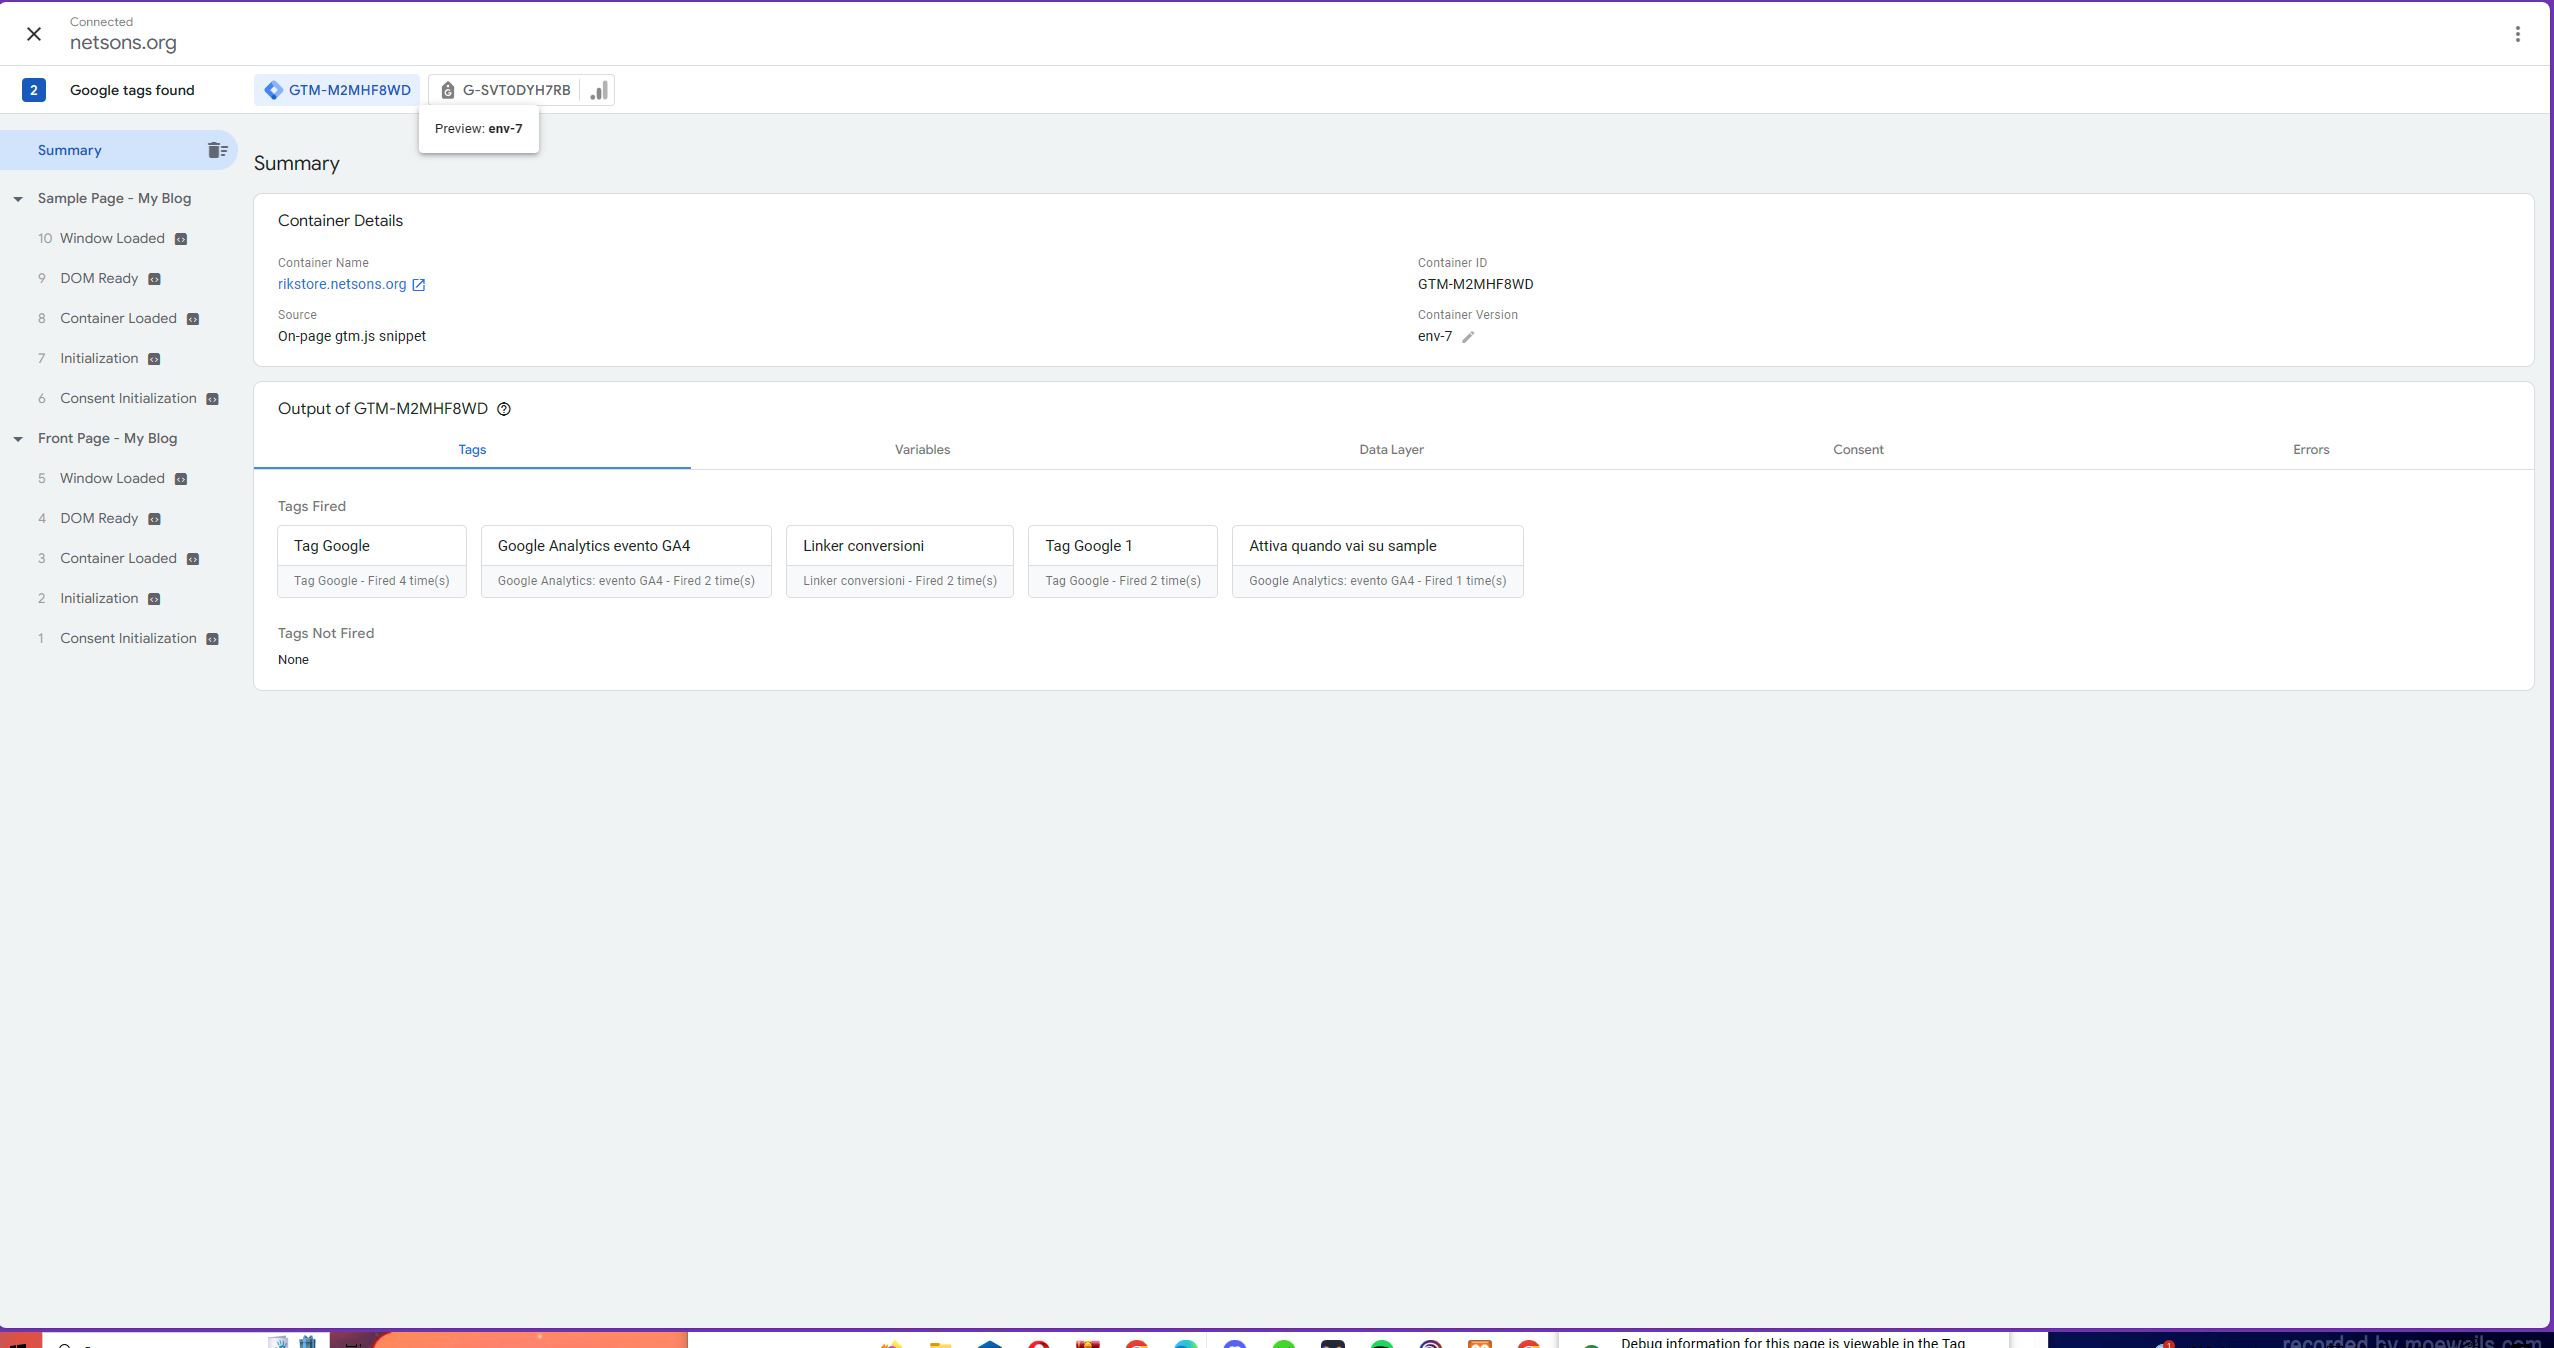 Connected
netsons.org
2 Google tags found GTM-M2MHF8WD G-SVT0DYH7RB
Preview: env-7
Summary
Sample Page - My Blog
10 Window Loaded
9 DOM Ready
8 Container Loaded
7 Initialization
6 Consent Initialization
Front Page - My Blog
5 Window Loaded
4 DOM Ready
3 Container Loaded
2 Initialization
1 Consent Initialization
Summary
Container Details
Container Name
rikstore.netsons.org
Container ID
GTM-M2MHF8WD
Source
On-page gtm.js snippet
Container Version
env-7
Output of GTM-M2MHF8WD
Tags Variables Data Layer Consent Errors
Tags Fired
Tag Google
Tag Google - Fired 4 time(s)
Google Analytics evento GA4
Google Analytics: evento GA4 - Fired 2 time(s)
Linker conversioni
Linker conversioni - Fired 2 time(s)
Tag Google 1
Tag Google - Fired 2 time(s)
Attiva quando vai su sample
Google Analytics: evento GA4 - Fired 1 time(s)
Tags Not Fired
None
Debug information for this page is viewable in the Tag
recorded by